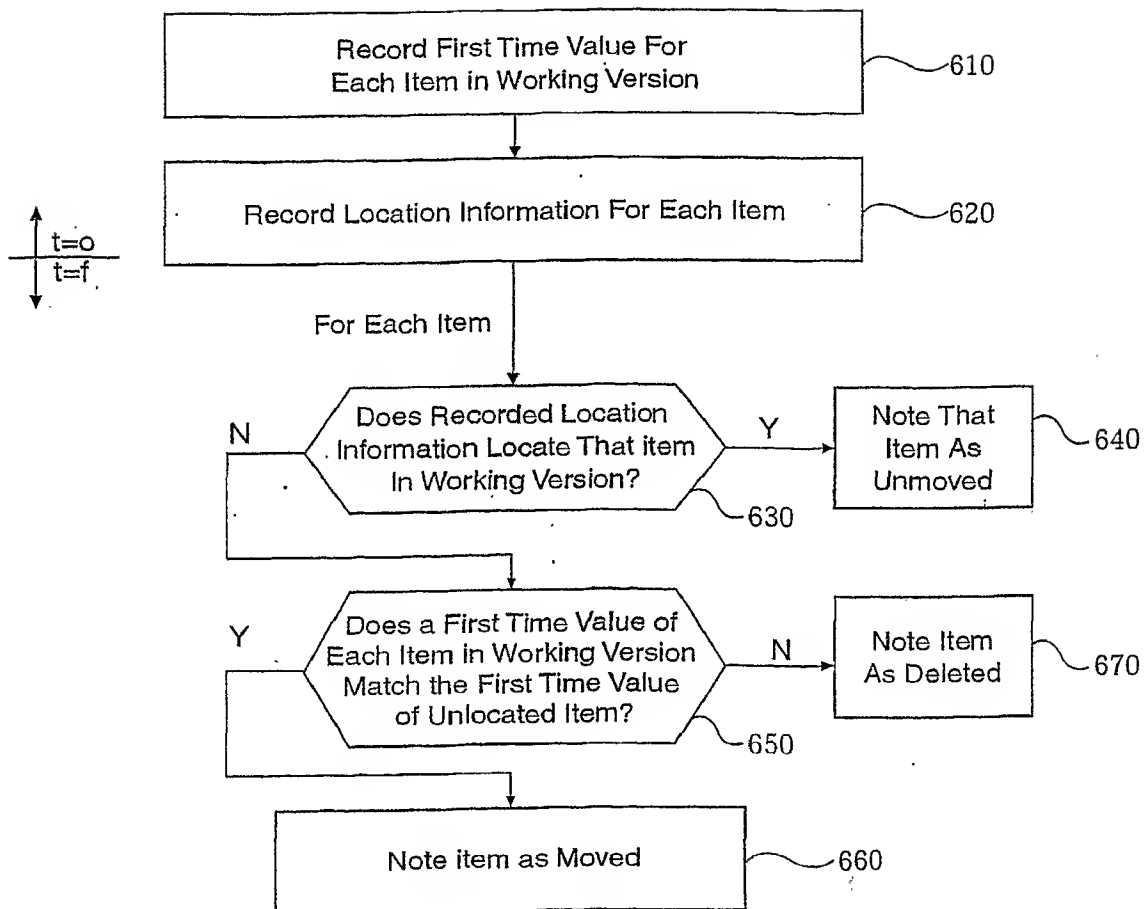 Record First Time Value For
Each Item in Working Version
610
Record Location Information For Each Item
620
t=o
t=f
For Each Item
Does Recorded Location
Information Locate That item
In Working Version?
N
Y
630
Note That
Item As
Unmoved
640
Does a First Time Value of
Each Item in Working Version
Match the First Time Value
of Unlocated Item?
Y
N
650
Note Item
As Deleted
670
Note item as Moved
660